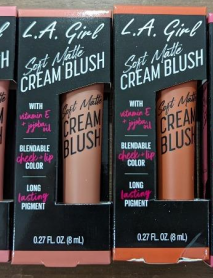 L.A. Girl
Soft Matte
CREAM BLUSH
WITH
vitamin E
+ jojoba oil
BLENDABLE
cheek + lip
COLOR
LONG
lasting
PIGMENT
Soft Matte
CREAM
BLUSH
0.27 FL. OZ. (8 mL)
L.A. Girl
Soft Matte
CREAM BLUSH
WITH
vitamin E
+ jojoba oil
BLENDABLE
cheek + lip
COLOR
LONG
lasting
PIGMENT
Soft Matte
CREAM
BLUSH
0.27 FL. OZ. (8 mL)